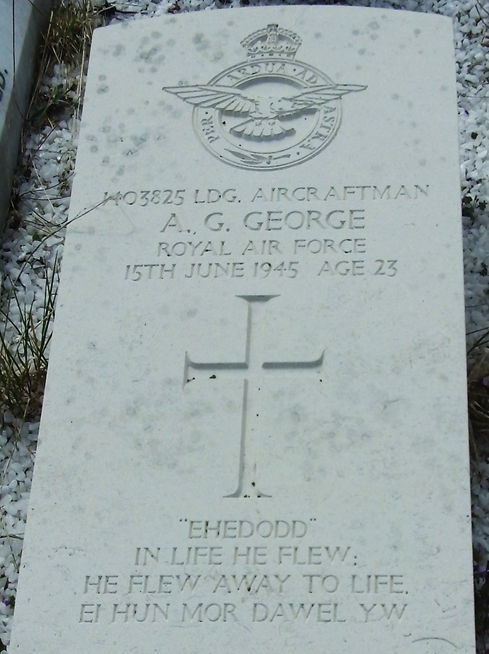 PER ARDUA AD ASTRA
1403825 LDG. AIRCRAFTMAN
A. G. GEORGE
ROYAL AIR FORCE
15TH JUNE 1945 AGE 23
"EHEDODD"
IN LIFE HE FLEW:
HE FLEW AWAY TO LIFE.
EI HUN MOR DAWEL YW